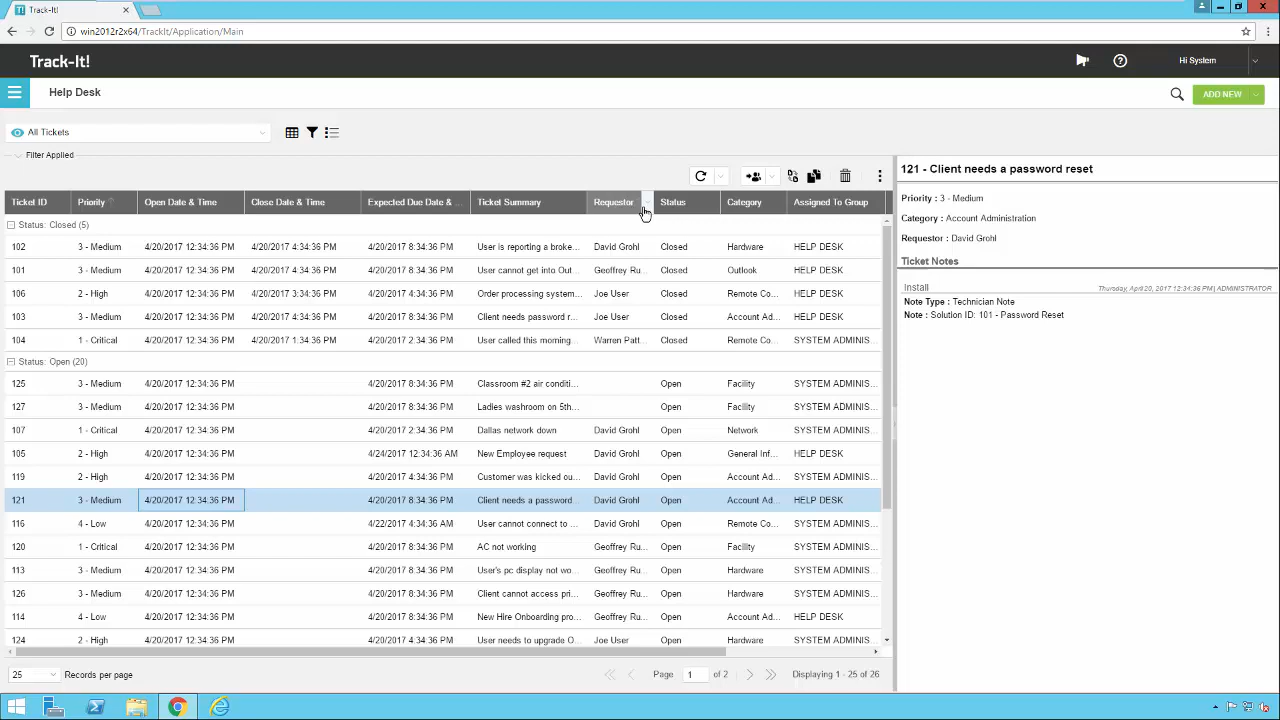 Track-It!
win2012r2x64/TrackIt/Application/Main
Track-It!
Hi System
Help Desk
ADD NEW
All Tickets
Filter Applied
Ticket ID Priority Open Date & Time Close Date & Time Expected Due Date & ... Ticket Summary Requestor Status Category Assigned To Group
Status: Closed (5)
102 3 - Medium 4/20/2017 12:34:36 PM 4/20/2017 4:34:36 PM 4/20/2017 8:34:36 PM User is reporting a broke... David Grohl Closed Hardware HELP DESK
101 3 - Medium 4/20/2017 12:34:36 PM 4/20/2017 4:34:36 PM 4/20/2017 8:34:36 PM User cannot get into Out... Geoffrey Ru... Closed Outlook HELP DESK
106 2 - High 4/20/2017 12:34:36 PM 4/20/2017 3:34:36 PM 4/20/2017 4:34:36 PM Order processing system... Joe User Closed Remote Co... HELP DESK
103 3 - Medium 4/20/2017 12:34:36 PM 4/20/2017 4:34:36 PM 4/20/2017 8:34:36 PM Client needs password r... Joe User Closed Account Ad... HELP DESK
104 1 - Critical 4/20/2017 12:34:36 PM 4/20/2017 1:34:36 PM 4/20/2017 2:34:36 PM User called this morning... Warren Patt... Closed Remote Co... SYSTEM ADMINIS...
Status: Open (20)
125 3 - Medium 4/20/2017 12:34:36 PM 4/20/2017 8:34:36 PM Classroom #2 air conditi... Open Facility SYSTEM ADMINIS...
127 3 - Medium 4/20/2017 12:34:36 PM 4/20/2017 8:34:36 PM Ladies washroom on 5th... Open Facility SYSTEM ADMINIS...
107 1 - Critical 4/20/2017 12:34:36 PM 4/20/2017 2:34:36 PM Dallas network down David Grohl Open Network SYSTEM ADMINIS...
105 2 - High 4/20/2017 12:34:36 PM 4/24/2017 12:34:36 AM New Employee request David Grohl Open General Inf... HELP DESK
119 2 - High 4/20/2017 12:34:36 PM 4/20/2017 4:34:36 PM Customer was kicked ou... David Grohl Open Account Ad... SYSTEM ADMINIS...
121 3 - Medium 4/20/2017 12:34:36 PM 4/20/2017 8:34:36 PM Client needs a password... David Grohl Open Account Ad... HELP DESK
116 4 - Low 4/20/2017 12:34:36 PM 4/22/2017 4:34:36 AM User cannot connect to ... David Grohl Open Remote Co... SYSTEM ADMINIS...
120 1 - Critical 4/20/2017 12:34:36 PM 4/20/2017 2:34:36 PM AC not working Geoffrey Ru... Open Facility SYSTEM ADMINIS...
113 3 - Medium 4/20/2017 12:34:36 PM 4/20/2017 8:34:36 PM User's pc display not wo... Geoffrey Ru... Open Hardware SYSTEM ADMINIS...
126 3 - Medium 4/20/2017 12:34:36 PM 4/20/2017 8:34:36 PM Client cannot access pri... Geoffrey Ru... Open Hardware SYSTEM ADMINIS...
114 4 - Low 4/20/2017 12:34:36 PM 4/20/2017 8:34:36 PM New Hire Onboarding pro... Geoffrey Ru... Open Account Ad... HELP DESK
124 2 - High 4/20/2017 12:34:36 PM 4/20/2017 4:34:36 PM User needs to upgrade O... Joe User Open Hardware SYSTEM ADMINIS...
25 Records per page Page 1 of 2 Displaying 1 - 25 of 26
121 - Client needs a password reset
Priority : 3 - Medium
Category : Account Administration
Requestor : David Grohl
Ticket Notes
Install Thursday, April 20, 2017 12:34:36 PM | ADMINISTRATOR
Note Type : Technician Note
Note : Solution ID: 101 - Password Reset